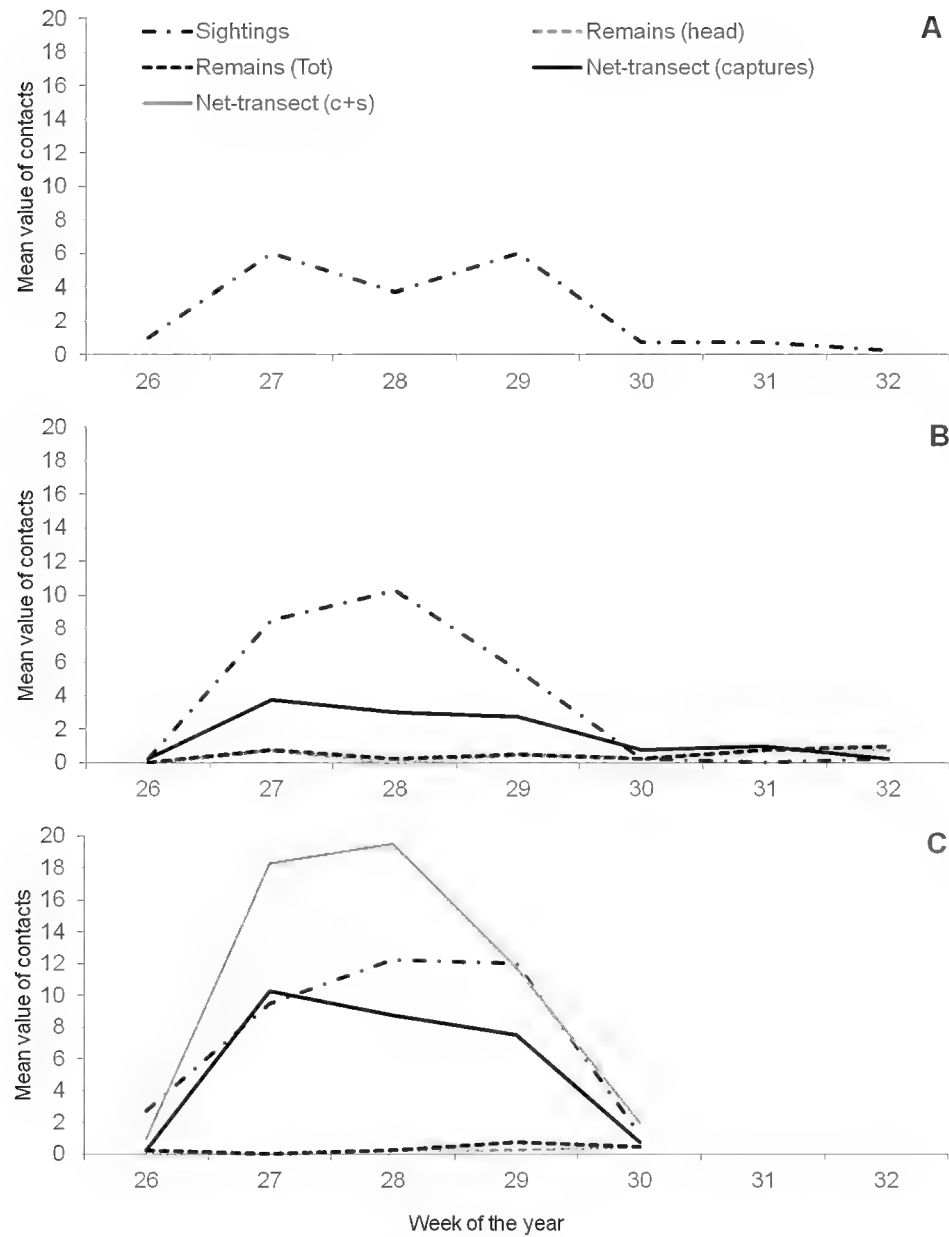 A
Sightings
Remains (head)
Remains (Tot)
Net-transect (captures)
Net-transect (c+s)
Mean value of contacts
20
18
16
14
12
10
8
6
4
2
0
26 27 28 29 30 31 32
B
Mean value of contacts
20
18
16
14
12
10
8
6
4
2
0
26 27 28 29 30 31 32
C
Mean value of contacts
20
18
16
14
12
10
8
6
4
2
0
26 27 28 29 30 31 32
Week of the year